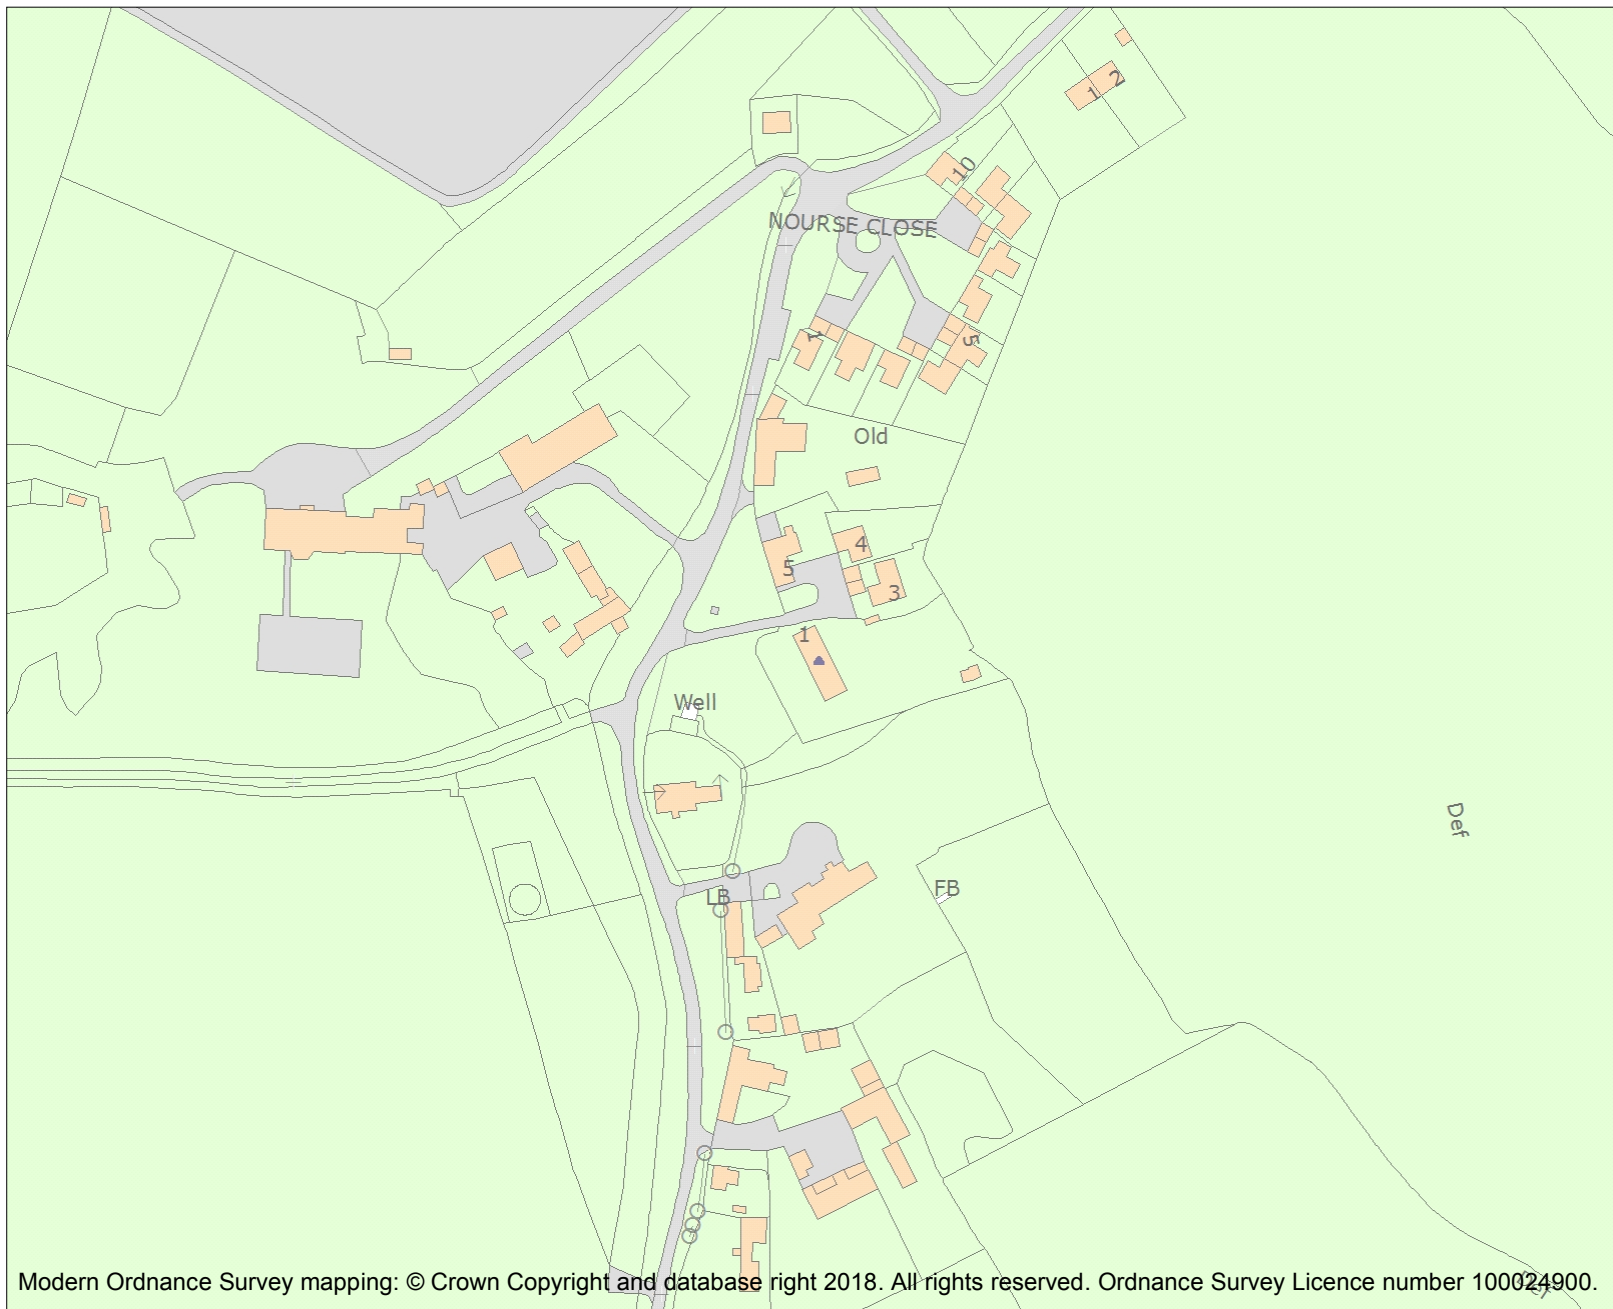 1 2
10
NOURSE CLOSE
1
5
Old
4
5
3
1
Well
Def
FB
LB
Modern Ordnance Survey mapping: © Crown Copyright and database right 2018. All rights reserved. Ordnance Survey Licence number 100024900.